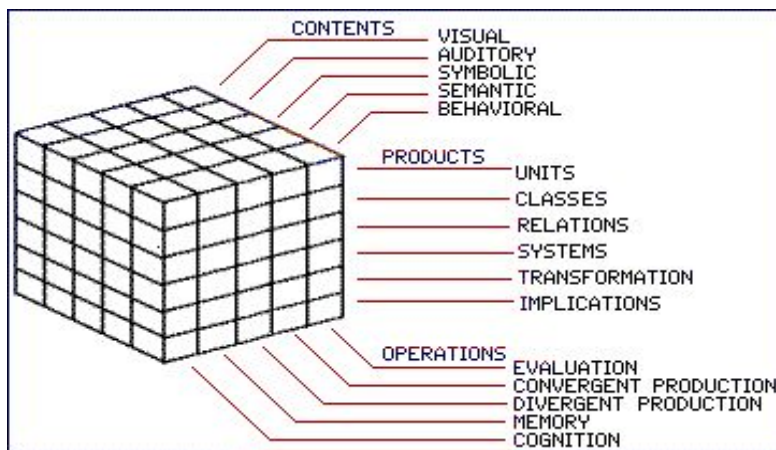 CONTENTS
VISUAL
AUDITORY
SYMBOLIC
SEMANTIC
BEHAVIORAL
PRODUCTS
UNITS
CLASSES
RELATIONS
SYSTEMS
TRANSFORMATION
IMPLICATIONS
OPERATIONS
EVALUATION
CONVERGENT PRODUCTION
DIVERGENT PRODUCTION
MEMORY
COGNITION